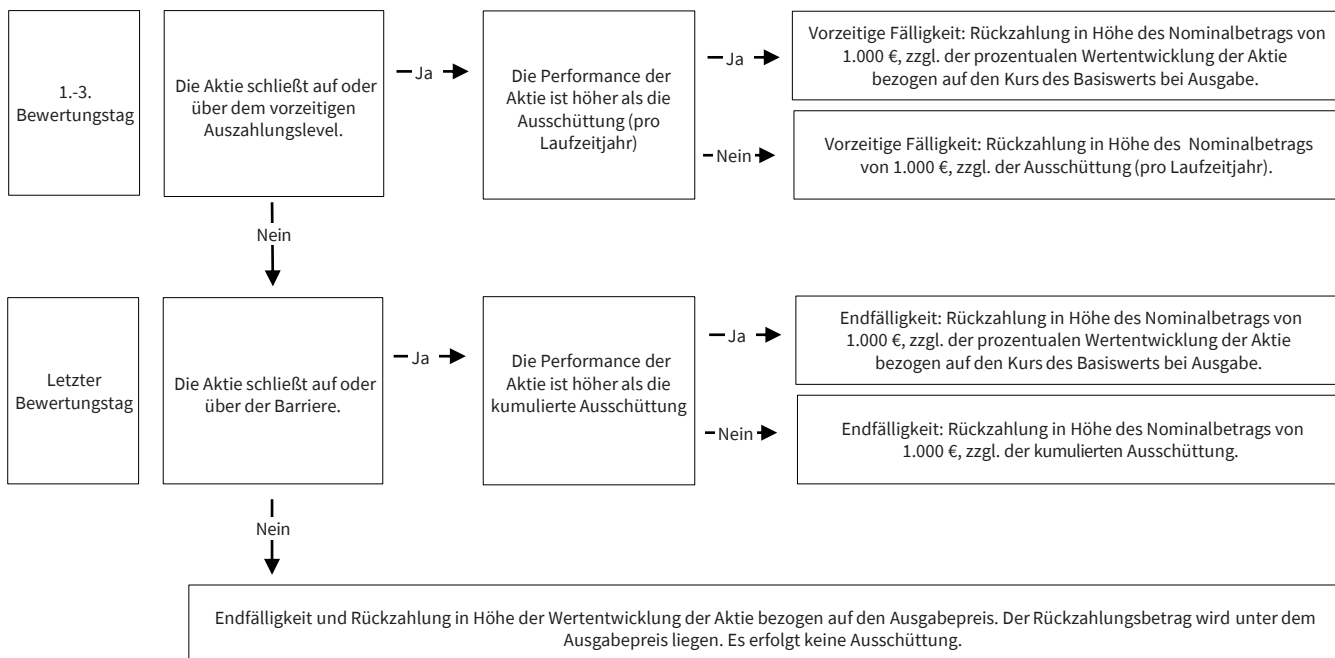 1.-3.
Bewertungstag
Die Aktie schließt auf oder
über dem vorzeitigen
Auszahlungslevel.
Ja
Die Performance der
Aktie ist höher als die
Ausschüttung (pro
Laufzeitjahr)
Ja
Vorzeitige Fälligkeit: Rückzahlung in Höhe des Nominalbetrags von
1.000 €, zzgl. der prozentualen Wertentwicklung der Aktie
bezogen auf den Kurs des Basiswerts bei Ausgabe.
Nein
Vorzeitige Fälligkeit: Rückzahlung in Höhe des Nominalbetrags
von 1.000 €, zzgl. der Ausschüttung (pro Laufzeitjahr).
Nein
Letzter
Bewertungstag
Die Aktie schließt auf oder
über der Barriere.
Ja
Die Performance der
Aktie ist höher als die
kumulierte Ausschüttung
Ja
Endfälligkeit: Rückzahlung in Höhe des Nominalbetrags von
1.000 €, zzgl. der prozentualen Wertentwicklung der Aktie
bezogen auf den Kurs des Basiswerts bei Ausgabe.
Nein
Endfälligkeit: Rückzahlung in Höhe des Nominalbetrags von
1.000 €, zzgl. der kumulierten Ausschüttung.
Nein
Endfälligkeit und Rückzahlung in Höhe der Wertentwicklung der Aktie bezogen auf den Ausgabepreis. Der Rückzahlungsbetrag wird unter dem
Ausgabepreis liegen. Es erfolgt keine Ausschüttung.